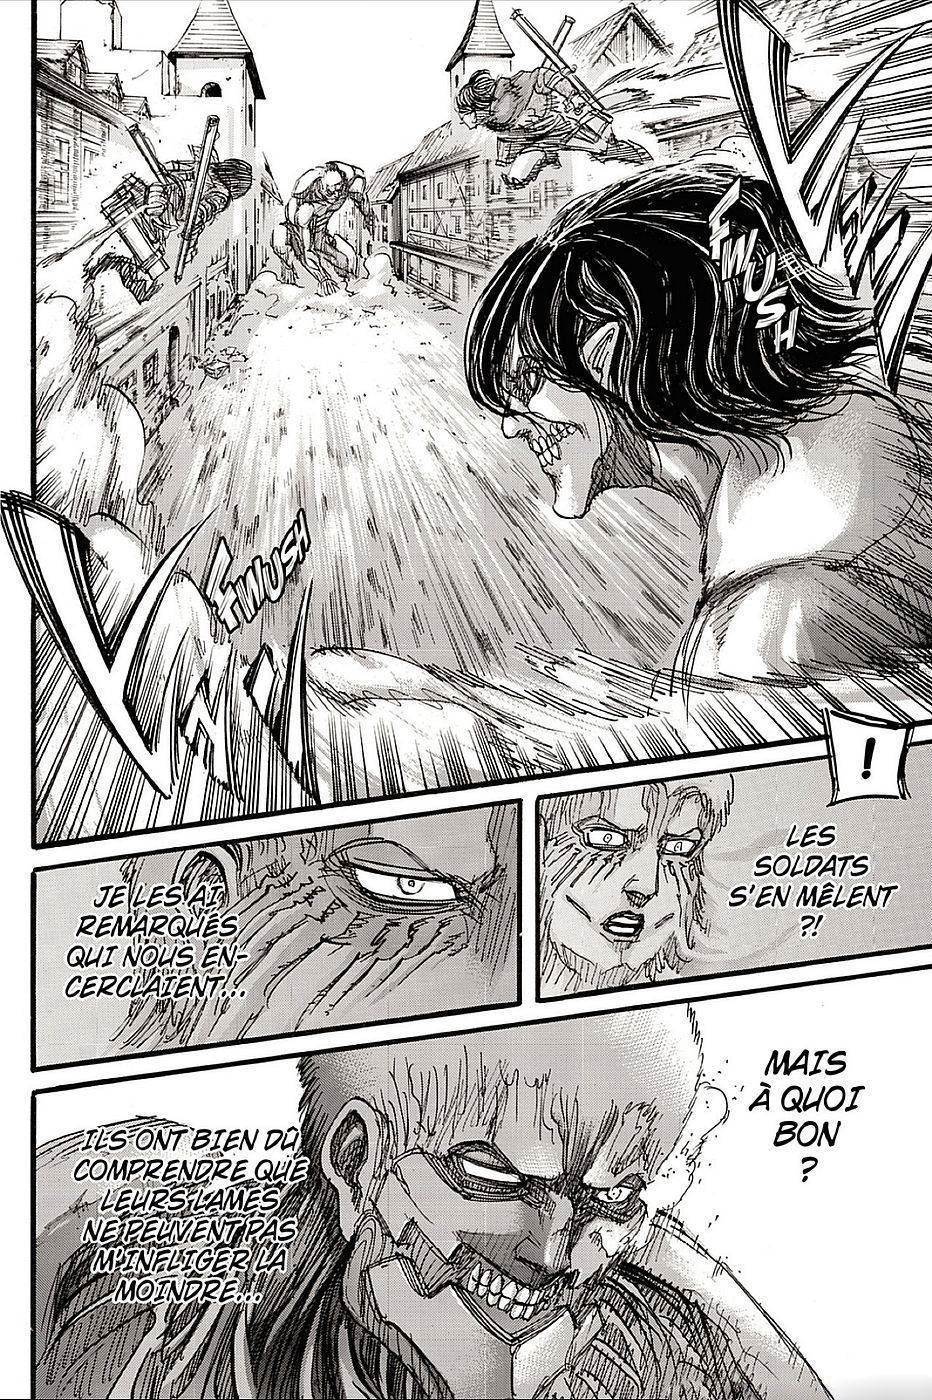 FWUSH
FWUSH
!
LES
SOLDATS
S'EN MÊLENT
?!
JE LES AI
REMARQUÉS
QUI NOUS EN-
CERCLAIENT...
MAIS
À QUOI
BON
?
ILS ONT BIEN DÛ
COMPRENDRE QUE
LEURS LAMES
NE PEUVENT PAS
M'INFLIGER LA
MOINDRE...